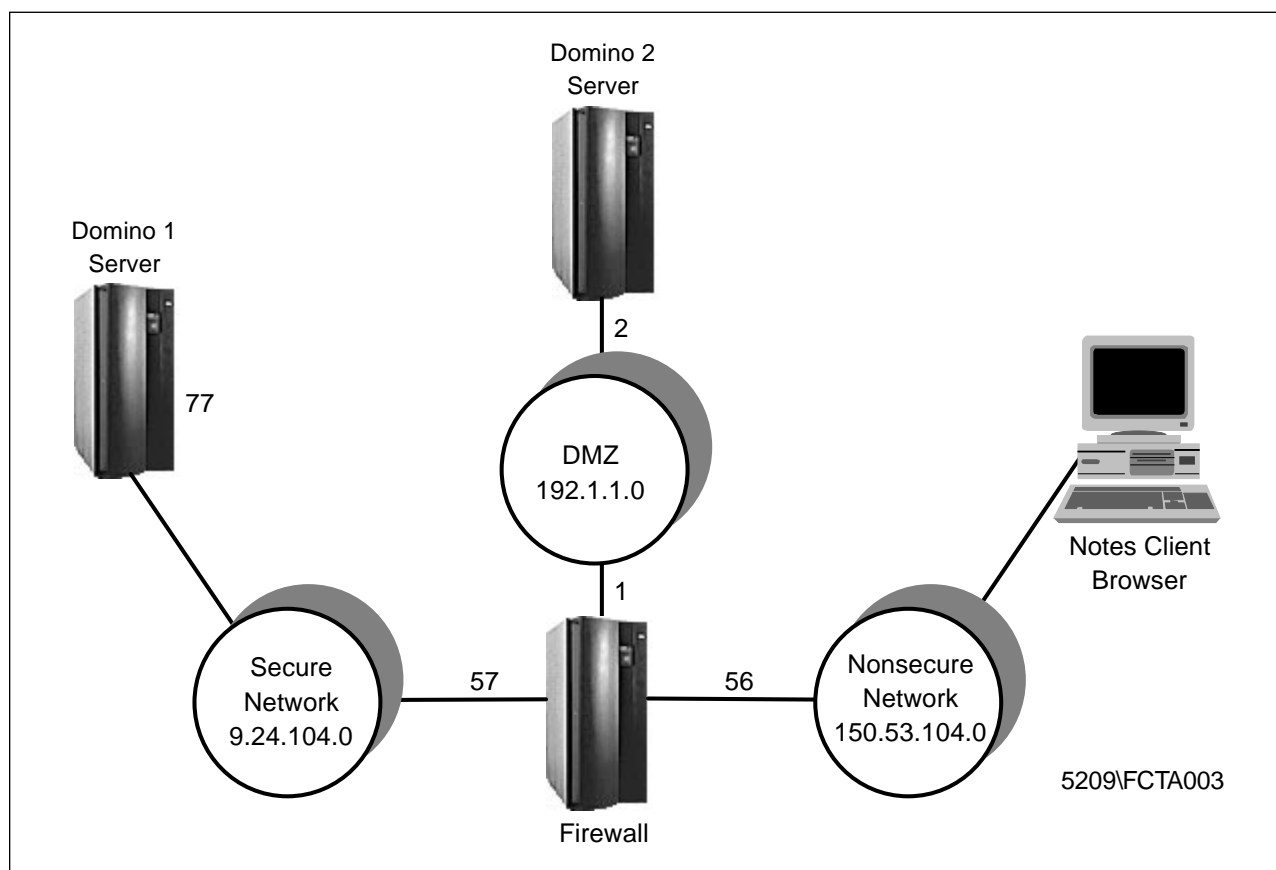 Domino 2
Server
Domino 1
Server
2
77
DMZ
192.1.1.0
Notes Client
Browser
1
Secure
Network
9.24.104.0
57
56
Nonsecure
Network
150.53.104.0
5209\FCTA003
Firewall